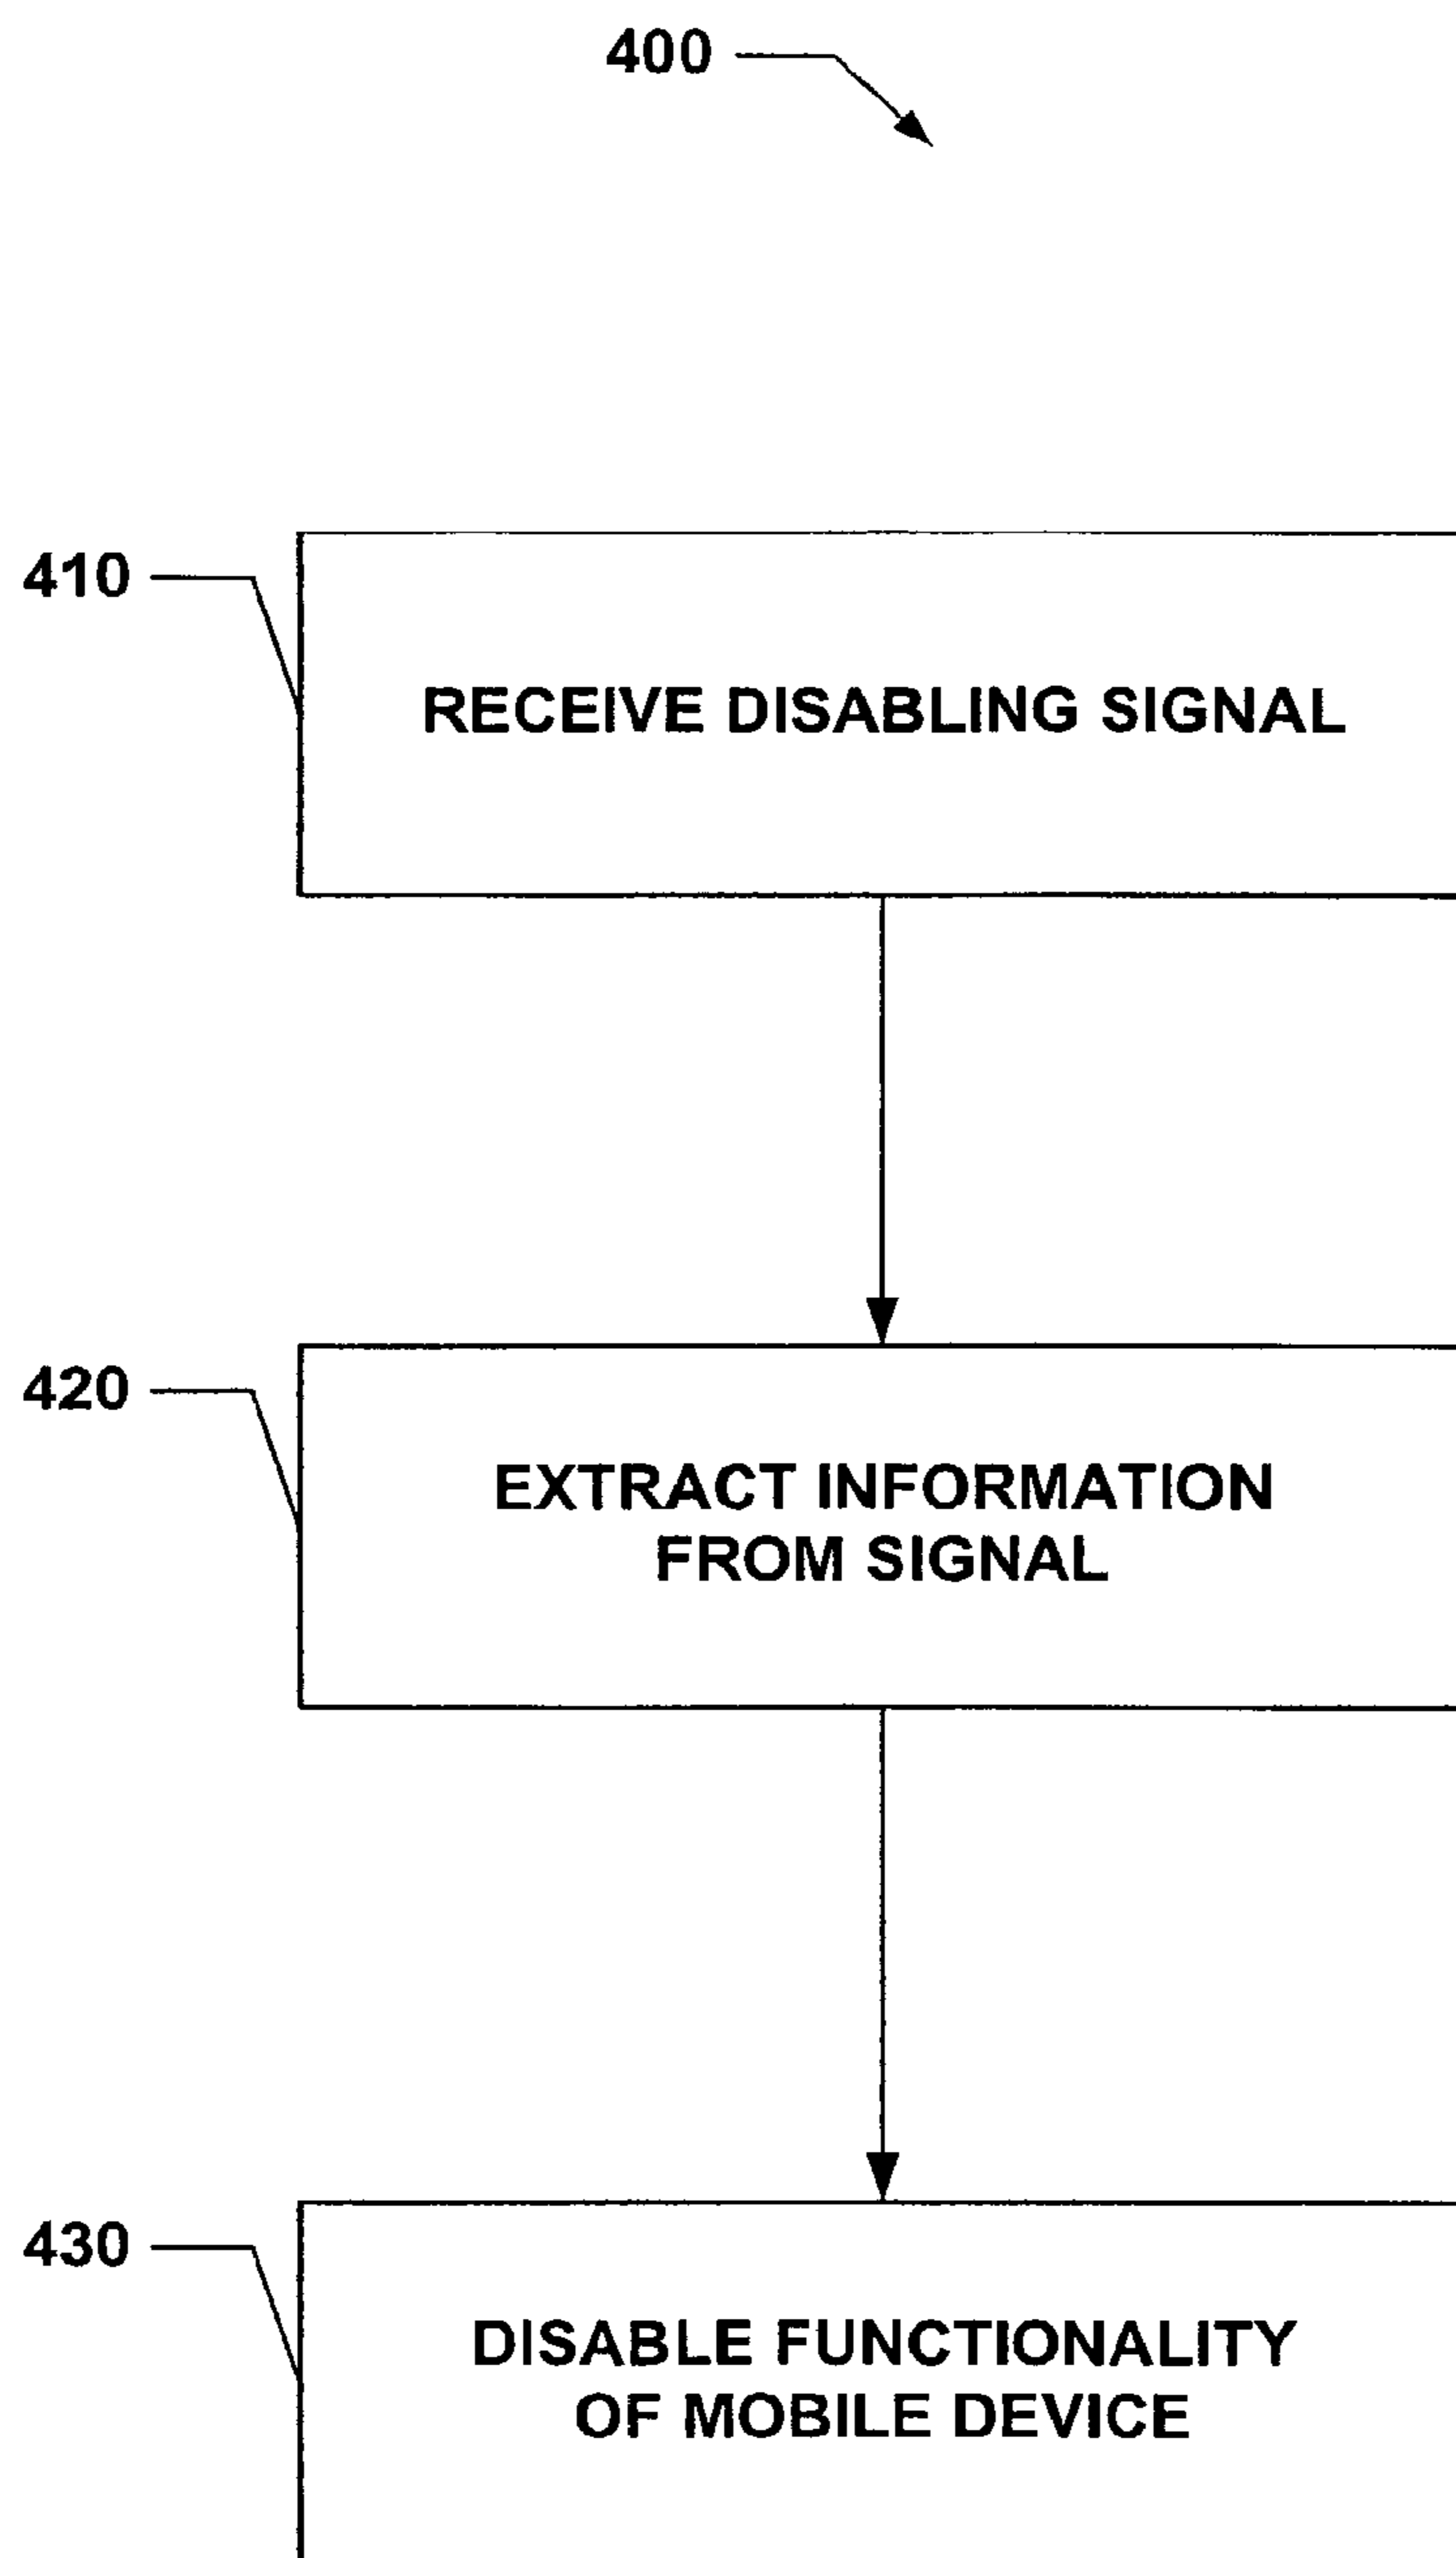 400
410
RECEIVE DISABLING SIGNAL
420
EXTRACT INFORMATION
FROM SIGNAL
430
DISABLE FUNCTIONALITY
OF MOBILE DEVICE